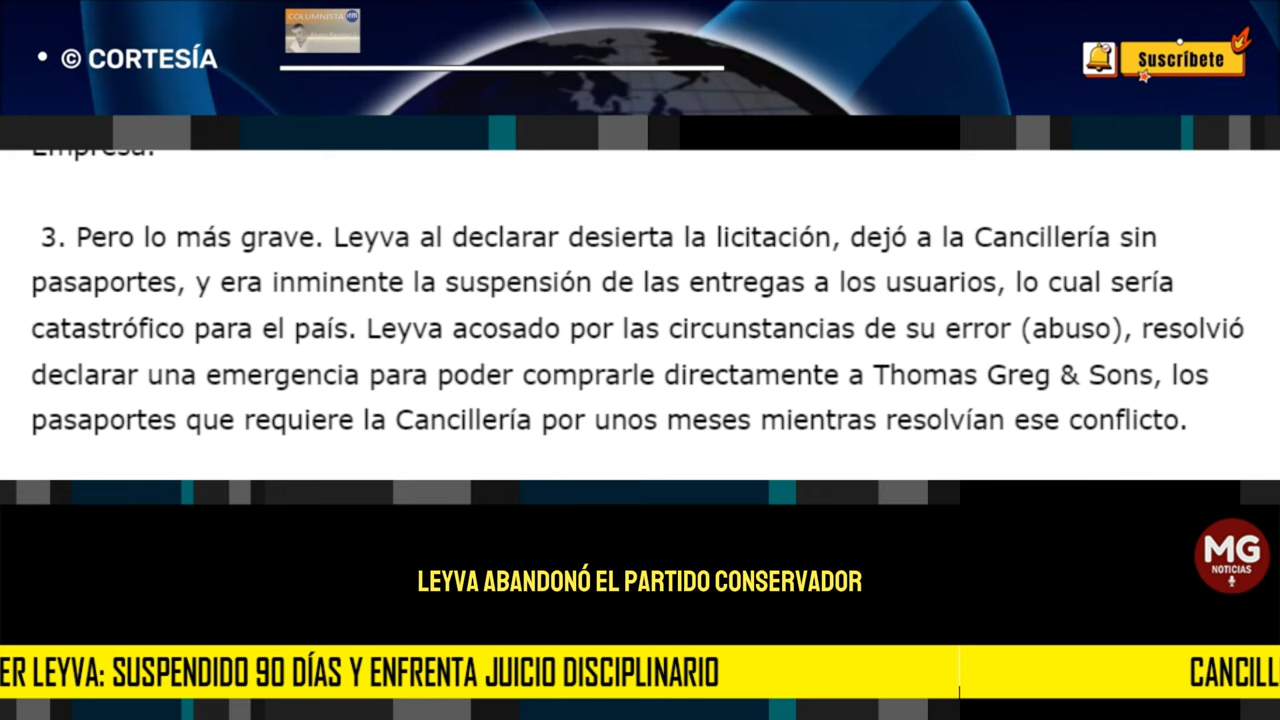 COLUMNISTA
• © CORTESÍA
Suscríbete
Empresa.
3. Pero lo más grave. Leyva al declarar desierta la licitación, dejó a la Cancillería sin
pasaportes, y era inminente la suspensión de las entregas a los usuarios, lo cual sería
catastrófico para el país. Leyva acosado por las circunstancias de su error (abuso), resolvió
declarar una emergencia para poder comprarle directamente a Thomas Greg & Sons, los
pasaportes que requiere la Cancillería por unos meses mientras resolvían ese conflicto.
MG
NOTICIAS
LEYVA ABANDONÓ EL PARTIDO CONSERVADOR
ER LEYVA: SUSPENDIDO 90 DÍAS Y ENFRENTA JUICIO DISCIPLINARIO
CANCILL